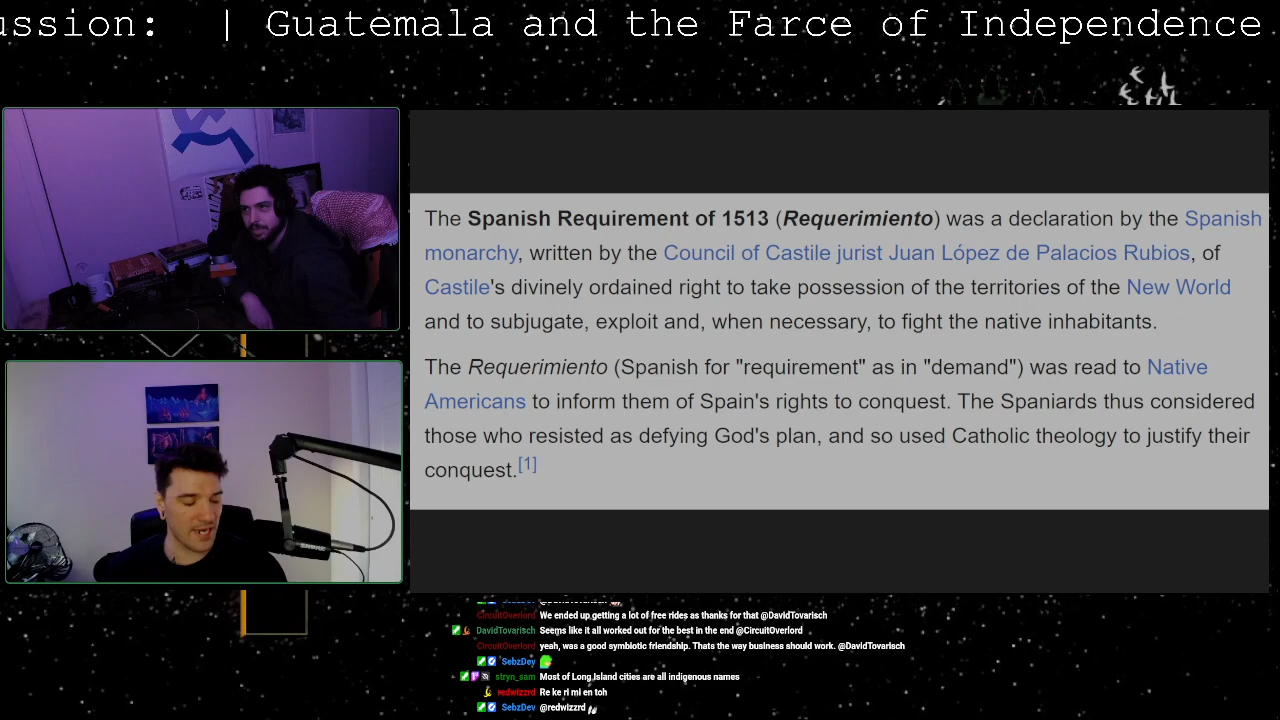 ussion:  | Guatemala and the Farce of Independence
The Spanish Requirement of 1513 (Requerimiento) was a declaration by the Spanish
monarchy, written by the Council of Castile jurist Juan López de Palacios Rubios, of
Castile's divinely ordained right to take possession of the territories of the New World
and to subjugate, exploit and, when necessary, to fight the native inhabitants.
The Requerimiento (Spanish for "requirement" as in "demand") was read to Native
Americans to inform them of Spain's rights to conquest. The Spaniards thus considered
those who resisted as defying God's plan, and so used Catholic theology to justify their
conquest.[1]
CircuitOverlord We ended up getting a lot of free rides as thanks for that @DavidTovarisch
DavidTovarisch Seems like it all worked out for the best in the end @CircuitOverlord
CircuitOverlord yeah, was a good symbiotic friendship. Thats the way business should work. @DavidTovarisch
SebzDev
stryn_sam Most of Long Island cities are all indigenous names
redwizzrd Re ke ri mi en toh
SebzDev @redwizzrd